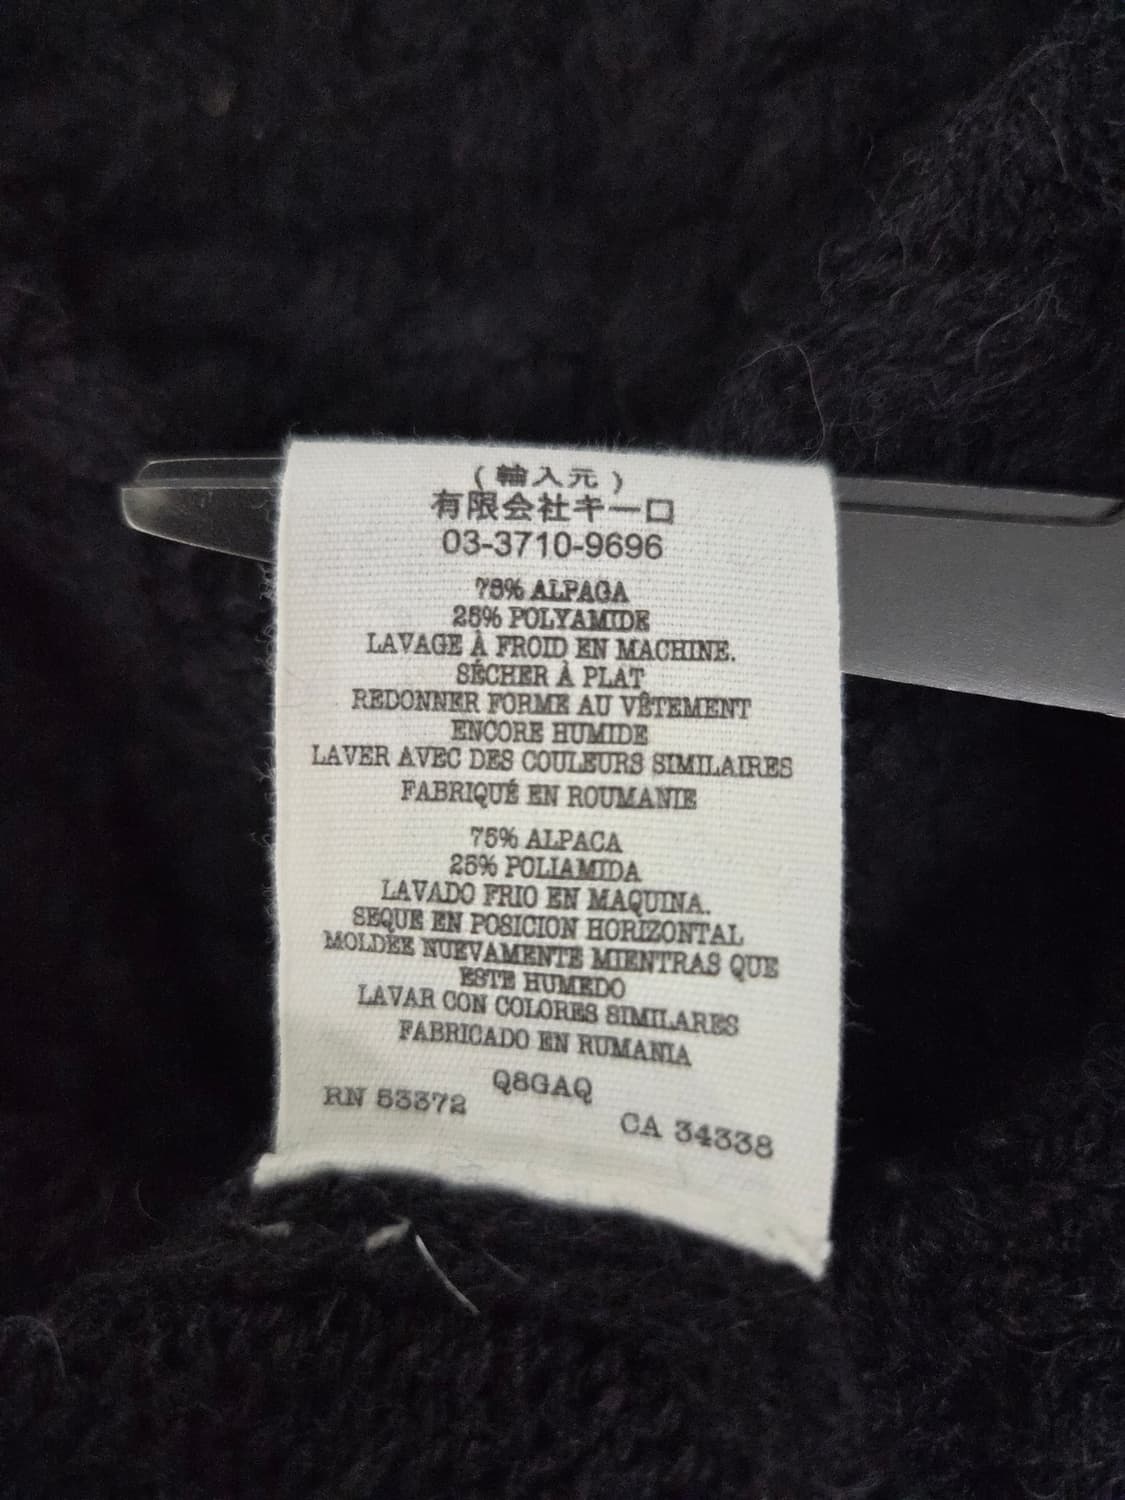 (輸入元)
有限会社キーロ
03-3710-9696
75% ALPAGA
25% POLYAMIDE
LAVAGE À FROID EN MACHINE.
SÉCHER À PLAT
REDONNER FORME AU VÊTEMENT
ENCORE HUMIDE
LAVER AVEC DES COULEURS SIMILAIRES
FABRIQUÉ EN ROUMANIE
75% ALPACA
25% POLIAMIDA
LAVADO FRIO EN MAQUINA.
SEQUE EN POSICION HORIZONTAL
MOLDEE NUEVAMENTE MIENTRAS QUE
ESTE HUMEDO
LAVAR CON COLORES SIMILARES
FABRICADO EN RUMANIA
Q8GAQ
RN 53372
CA 34338